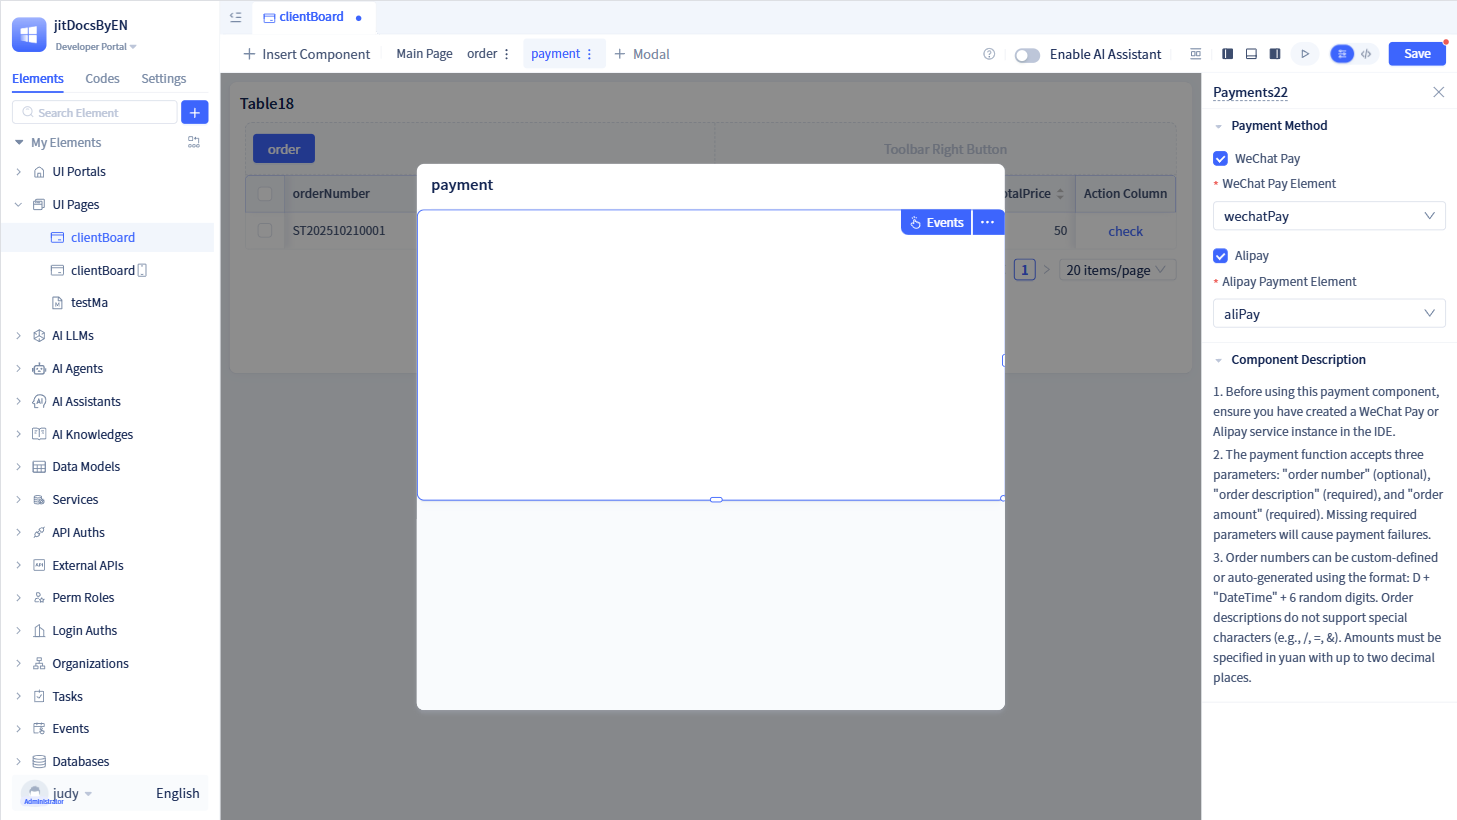 jitDocsByEN
Developer Portal
Elements
Codes
Settings
Search Element
My Elements
UI Portals
UI Pages
clientBoard
clientBoard
testMa
AI LLMs
AI Agents
AI Assistants
AI Knowledges
Data Models
Services
API Auths
External APIs
Perm Roles
Login Auths
Organizations
Tasks
Events
Databases
judy
Administrator
English
clientBoard
Insert Component
Main Page
order
payment
Modal
Enable AI Assistant
Save
Table18
order
Toolbar Right Button
orderNumber
otalPrice
Action Column
ST202510210001
50
check
1
20 items/page
payment
Events
Payments22
Payment Method
WeChat Pay
* WeChat Pay Element
wechatPay
Alipay
* Alipay Payment Element
aliPay
Component Description
1. Before using this payment component,
ensure you have created a WeChat Pay or
Alipay service instance in the IDE.
2. The payment function accepts three
parameters: "order number" (optional),
"order description" (required), and "order
amount" (required). Missing required
parameters will cause payment failures.
3. Order numbers can be custom-defined
or auto-generated using the format: D +
"DateTime" + 6 random digits. Order
descriptions do not support special
characters (e.g., /, =, &). Amounts must be
specified in yuan with up to two decimal
places.